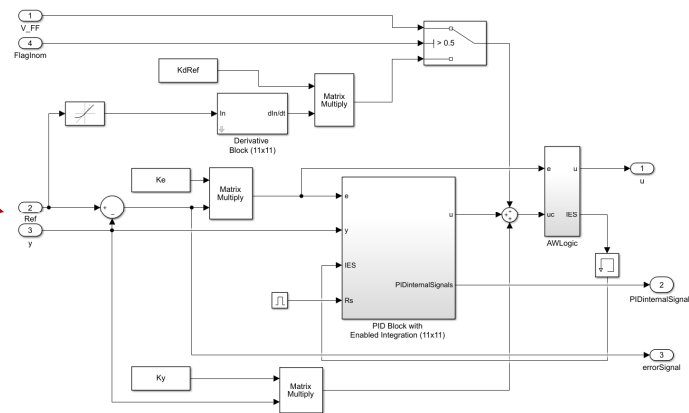 1
V_FF
4
FlagInom
> 0.5
KdRef
Matrix
Multiply
In
dIn/dt
Derivative
Block (11x11)
Ke
Matrix
Multiply
2
Ref
+
−
3
y
e
y
IES
Rs
u
PIDinternalSignals
PID Block with
Enabled Integration (11x11)
e
uc
u
IES
AWLogic
1
u
2
PIDinternalSignal
3
errorSignal
Ky
Matrix
Multiply